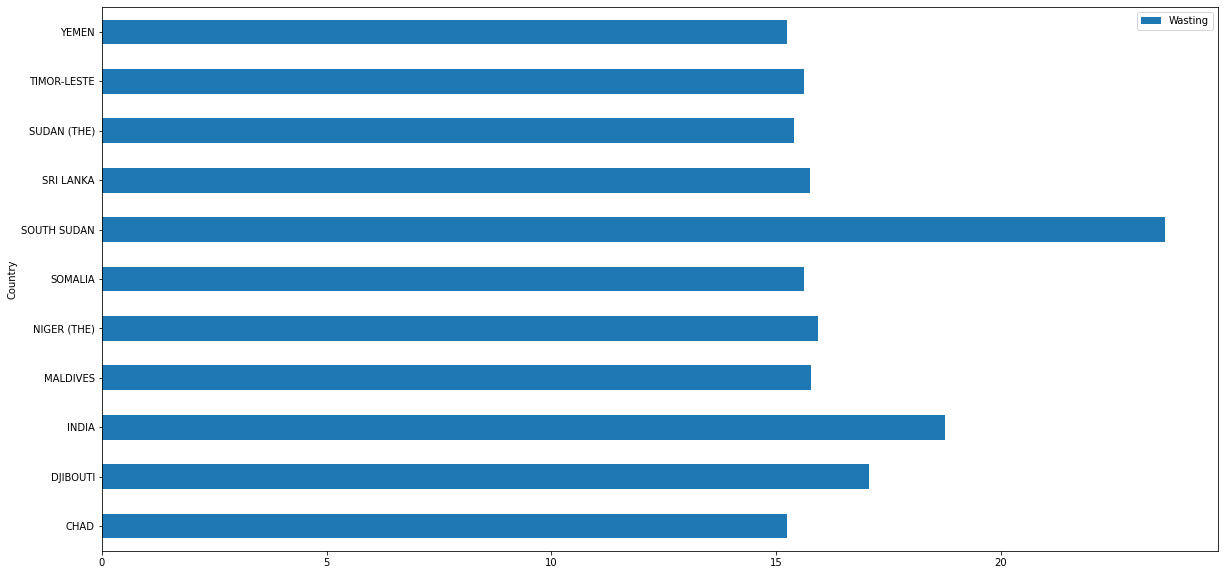 Wasting
YEMEN
TIMOR-LESTE
SUDAN (THE)
SRI LANKA
SOUTH SUDAN
SOMALIA
NIGER (THE)
MALDIVES
INDIA
DJIBOUTI
CHAD
Country
0 5 10 15 20